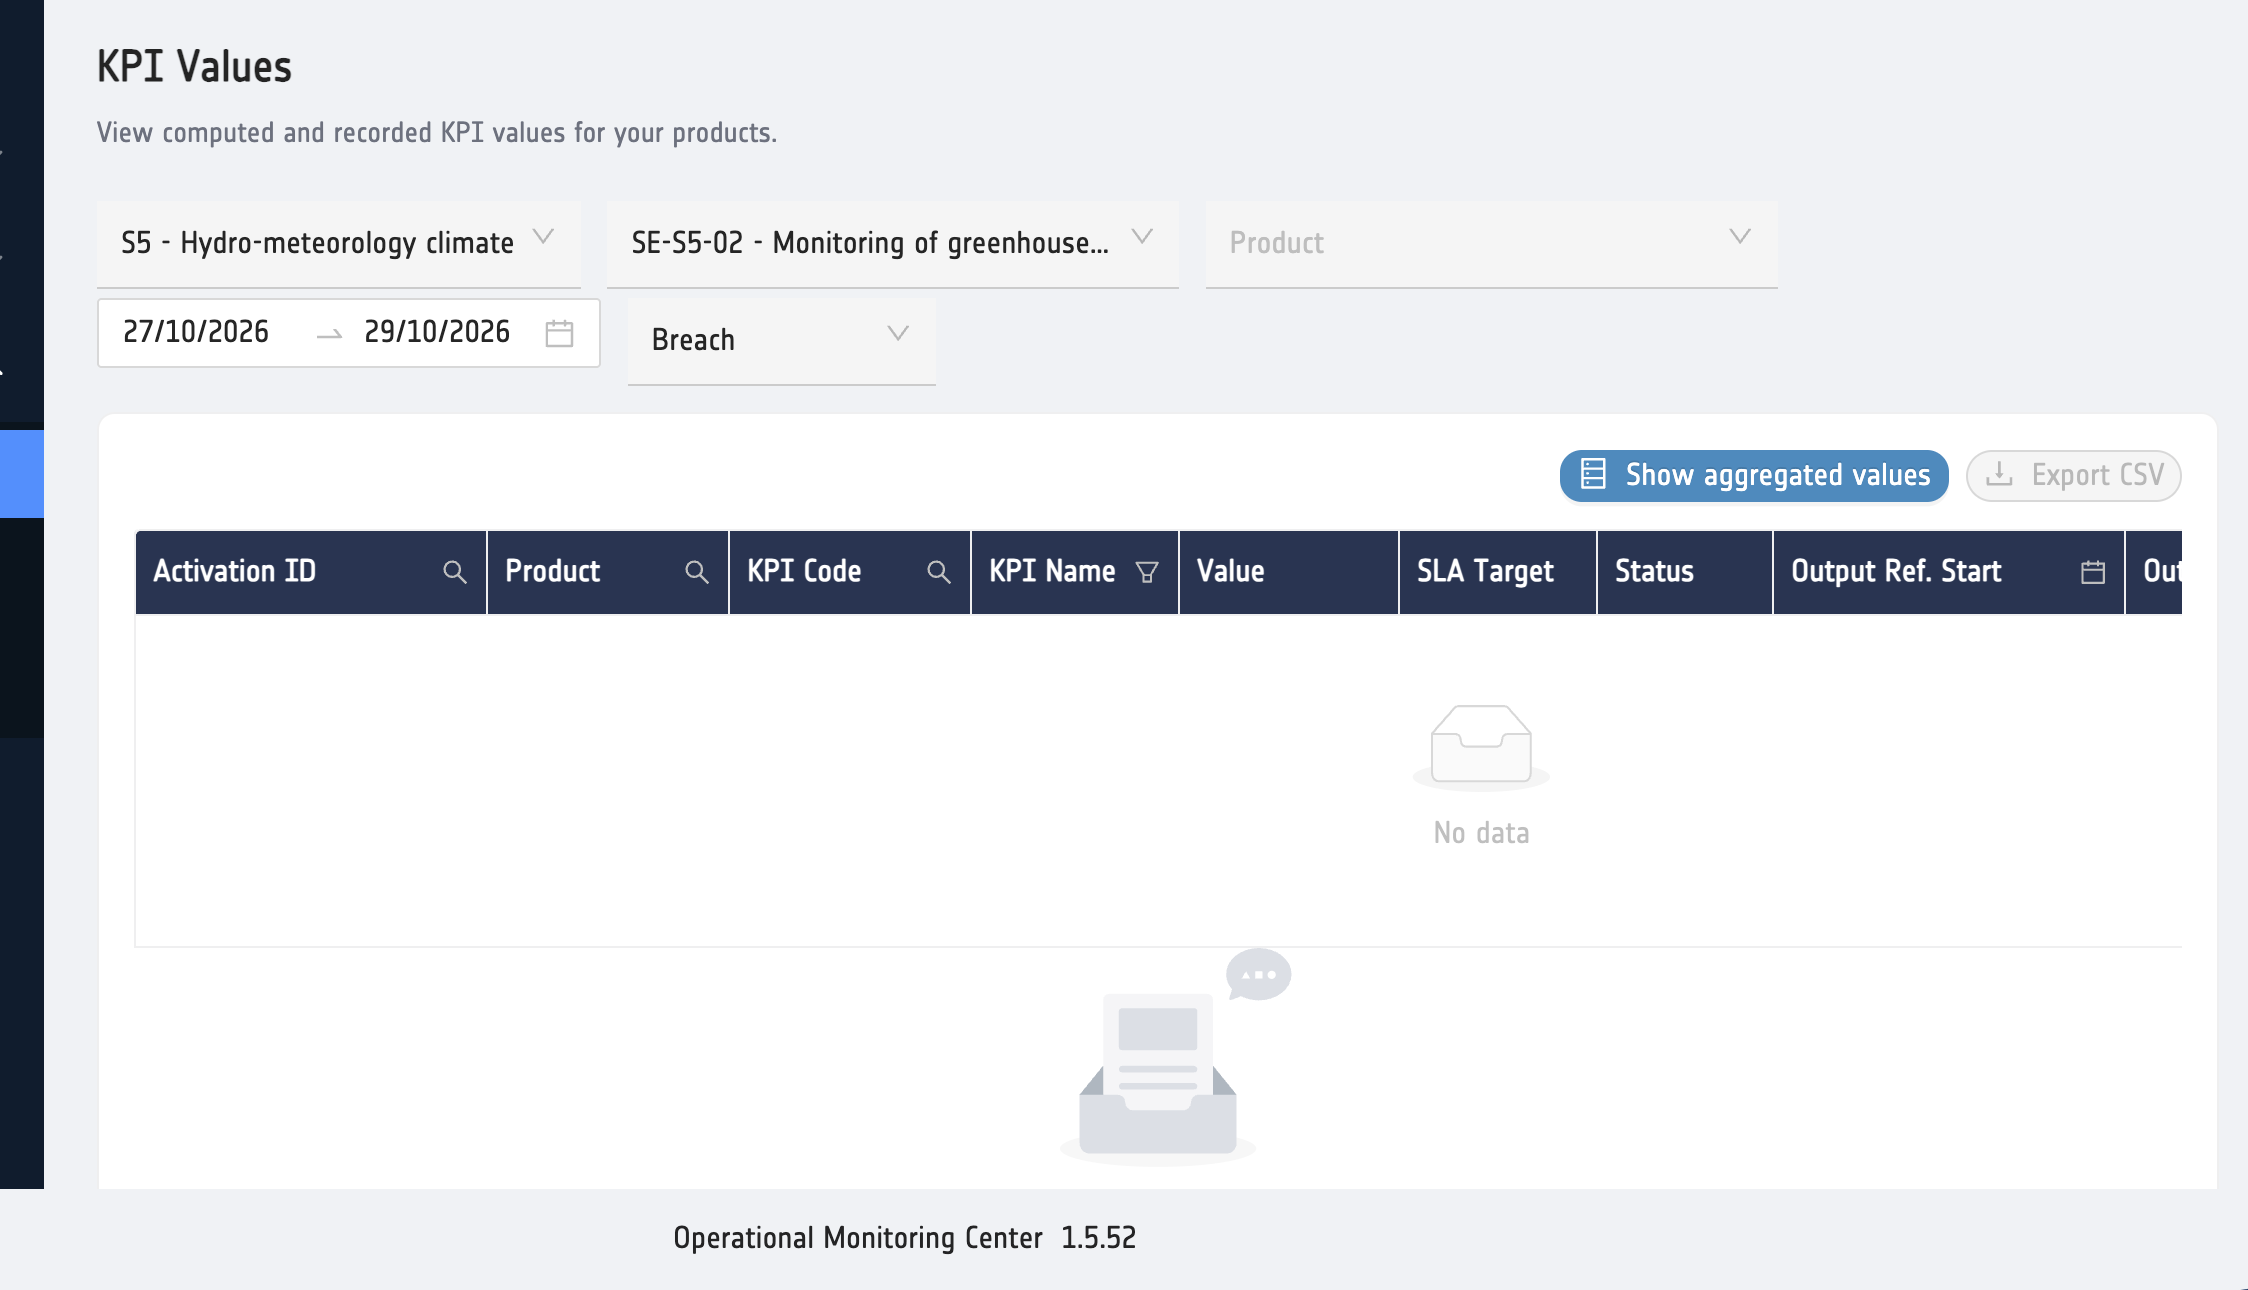 KPI Values
View computed and recorded KPI values for your products.
S5 - Hydro-meteorology climate
SE-S5-02 - Monitoring of greenhouse...
Product
27/10/2026
29/10/2026
Breach
Show aggregated values
Export CSV
Activation ID
Product
KPI Code
KPI Name
Value
SLA Target
Status
Output Ref. Start
Out
No data
Operational Monitoring Center 1.5.52